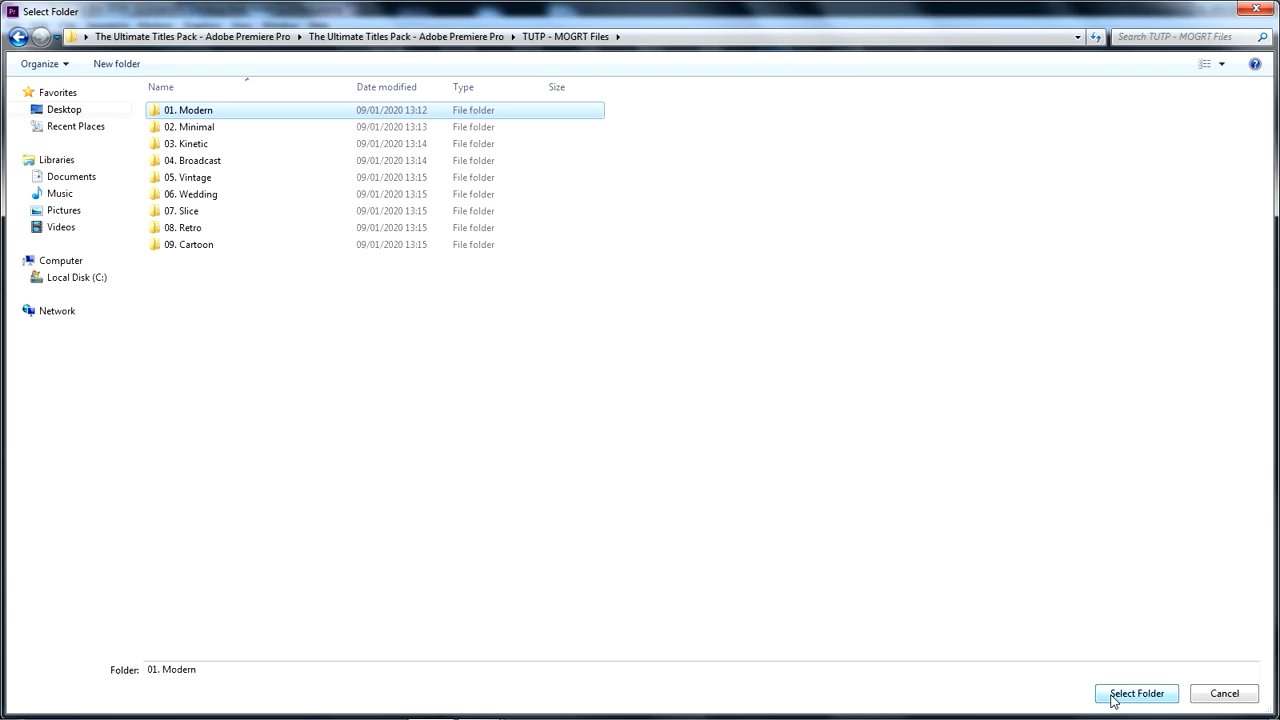 Pr Select Folder
The Ultimate Titles Pack - Adobe Premiere Pro The Ultimate Titles Pack - Adobe Premiere Pro TUTP - MOGRT Files Search TUTP - MOGRT Files
Organize New folder
Name Date modified Type Size
Favorites
Desktop
Recent Places
Libraries
Documents
Music
Pictures
Videos
Computer
Local Disk (C:)
Network
01. Modern 09/01/2020 13:12 File folder
02. Minimal 09/01/2020 13:13 File folder
03. Kinetic 09/01/2020 13:14 File folder
04. Broadcast 09/01/2020 13:14 File folder
05. Vintage 09/01/2020 13:15 File folder
06. Wedding 09/01/2020 13:15 File folder
07. Slice 09/01/2020 13:15 File folder
08. Retro 09/01/2020 13:15 File folder
09. Cartoon 09/01/2020 13:15 File folder
Folder: 01. Modern
Select Folder Cancel